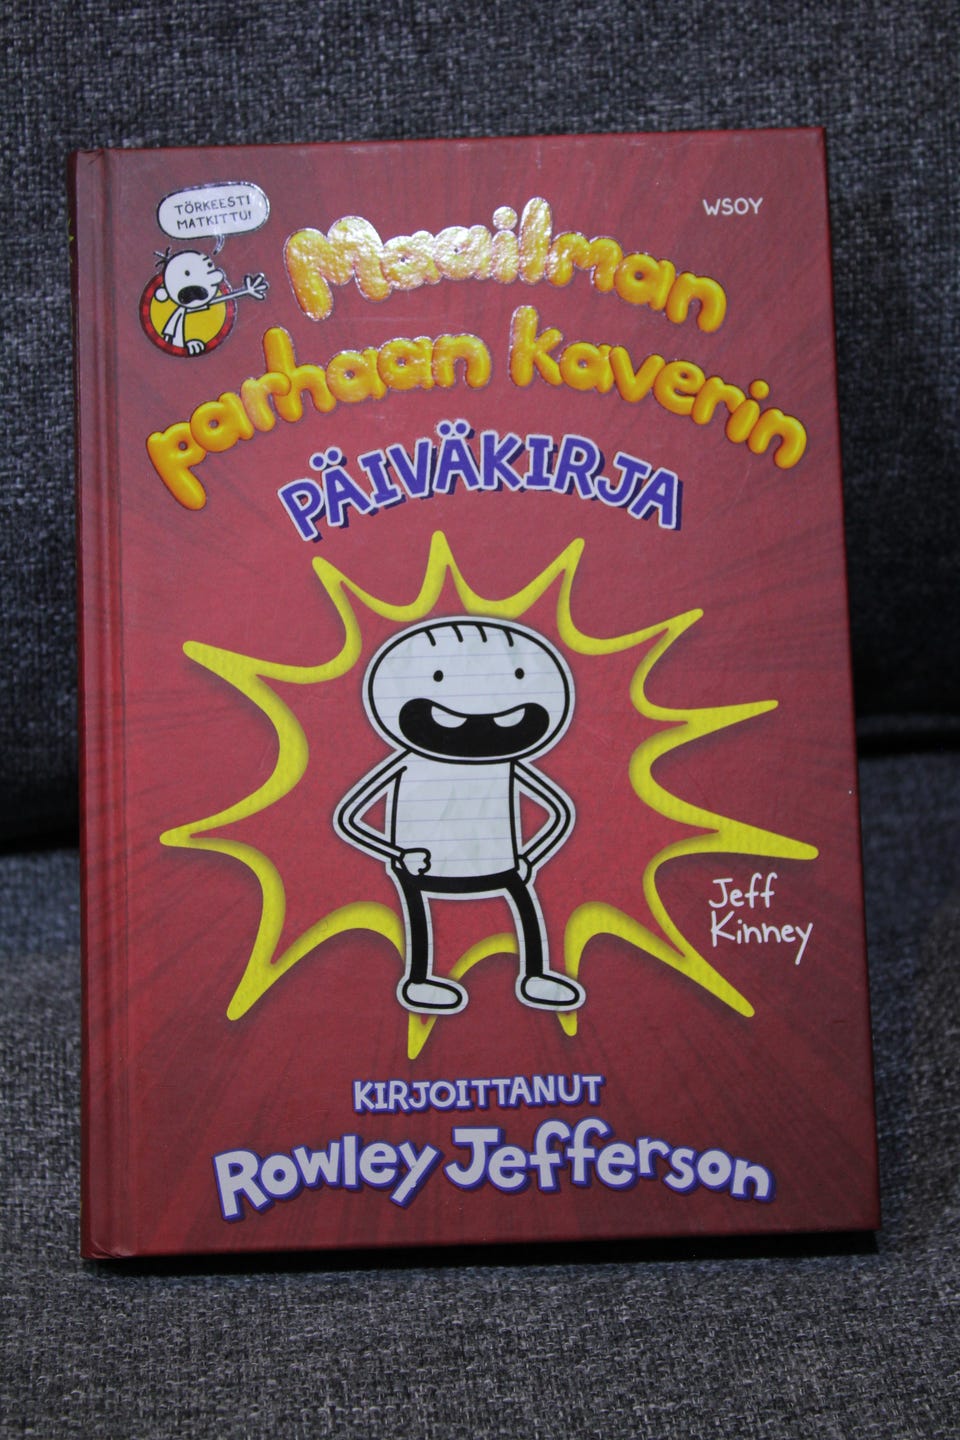 TÖRKEESTI
MATKITTU!
WSOY
Maailman
parhaan kaverin
PÄIVÄKIRJA
Jeff
Kinney
KIRJOITTANUT
Rowley Jefferson